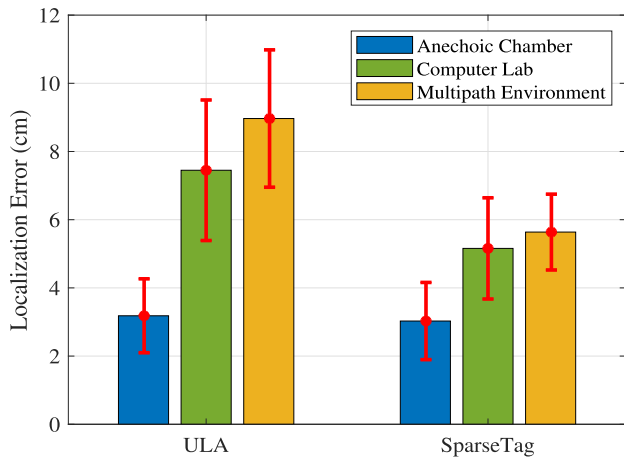 12
10
8
6
4
2
0
Localization Error (cm)
Anechoic Chamber
Computer Lab
Multipath Environment
ULA
SparseTag